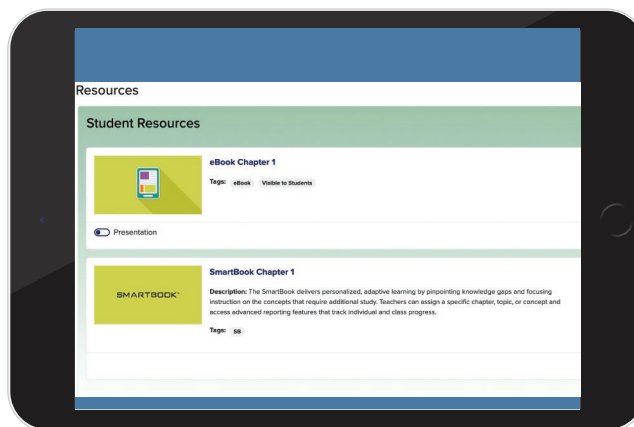 Resources
Student Resources
eBook Chapter 1
Tags: eBook Visible to Students
Presentation
SMARTBOOK™
SmartBook Chapter 1
Description: The SmartBook delivers personalized, adaptive learning by pinpointing knowledge gaps and focusing
instruction on the concepts that require additional study. Teachers can assign a specific chapter, topic, or concept and
access advanced reporting features that track individual and class progress.
Tags: SB